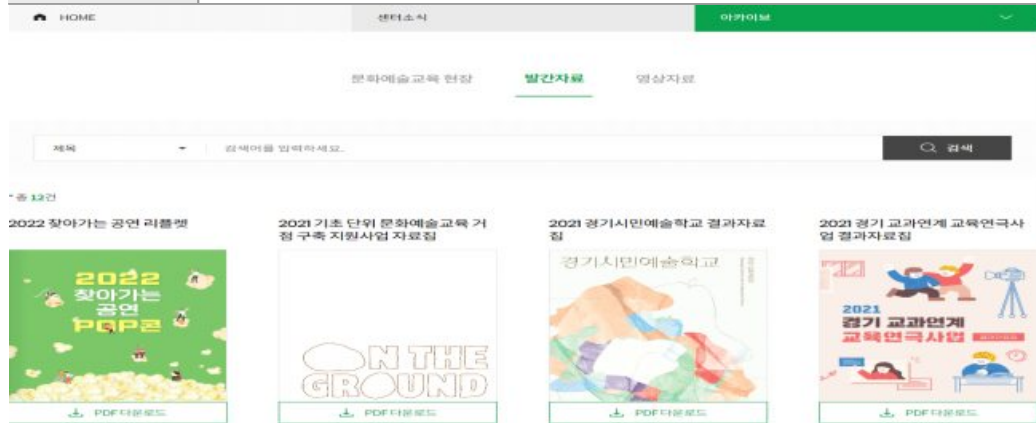 HOME
센터소식
아카이브
문화예술교육 현장
발간자료
영상자료
제목
검색어를 입력하세요.
검색
* 총 12건
2022 찾아가는 공연 리플렛
2021 기초 단위 문화예술교육 거
점 구축 지원사업 자료집
2021 경기시민예술학교 결과자료
집
2021 경기 교과연계 교육연극사
업 결과자료집
2022
찾아가는
공연
POP콘
ON THE
GROUND
경기시민예술학교
2021
경기 교과연계
교육연극사업
PDF 다운로드
PDF 다운로드
PDF 다운로드
PDF 다운로드